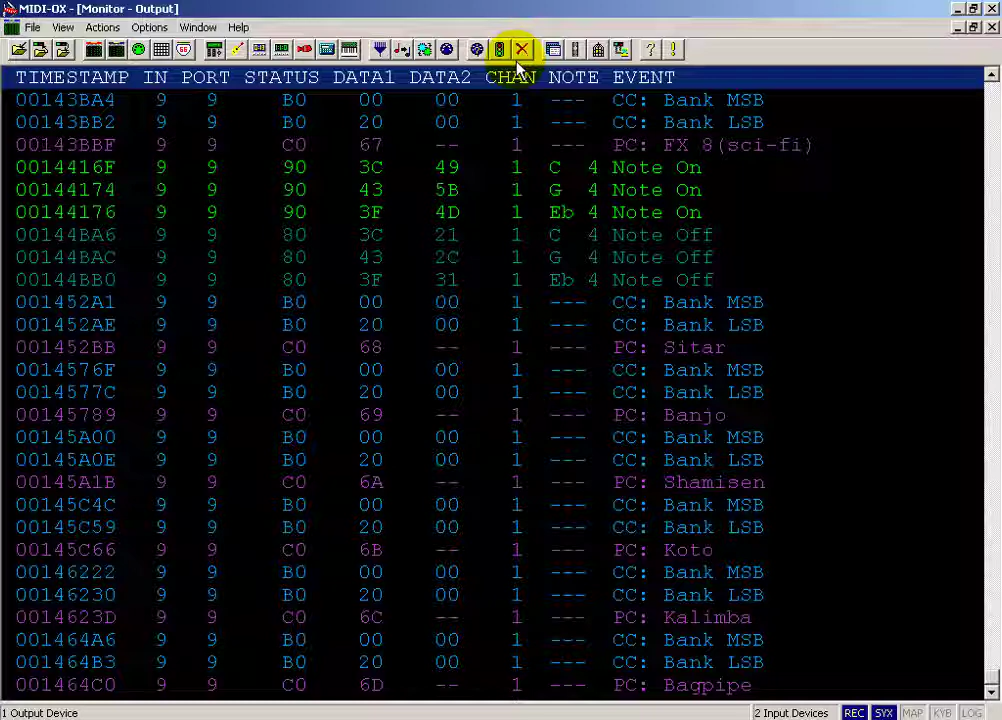 MIDI-OX - [Monitor - Output]
File View Actions Options Window Help
TIMESTAMP IN PORT STATUS DATA1 DATA2 CHAN NOTE EVENT
00143BA4 9 9 B0 00 00 1 --- CC: Bank MSB
00143BB2 9 9 B0 20 00 1 --- CC: Bank LSB
00143BBF 9 9 C0 67 -- 1 --- PC: FX 8(sci-fi)
0014416F 9 9 90 3C 49 1 C 4 Note On
00144174 9 9 90 43 5B 1 G 4 Note On
00144176 9 9 90 3F 4D 1 Eb 4 Note On
00144BA6 9 9 80 3C 21 1 C 4 Note Off
00144BAC 9 9 80 43 2C 1 G 4 Note Off
00144BB0 9 9 80 3F 31 1 Eb 4 Note Off
001452A1 9 9 B0 00 00 1 --- CC: Bank MSB
001452AE 9 9 B0 20 00 1 --- CC: Bank LSB
001452BB 9 9 C0 68 -- 1 --- PC: Sitar
0014576F 9 9 B0 00 00 1 --- CC: Bank MSB
0014577C 9 9 B0 20 00 1 --- CC: Bank LSB
00145789 9 9 C0 69 -- 1 --- PC: Banjo
00145A00 9 9 B0 00 00 1 --- CC: Bank MSB
00145A0E 9 9 B0 20 00 1 --- CC: Bank LSB
00145A1B 9 9 C0 6A -- 1 --- PC: Shamisen
00145C4C 9 9 B0 00 00 1 --- CC: Bank MSB
00145C59 9 9 B0 20 00 1 --- CC: Bank LSB
00145C66 9 9 C0 6B -- 1 --- PC: Koto
00146222 9 9 B0 00 00 1 --- CC: Bank MSB
00146230 9 9 B0 20 00 1 --- CC: Bank LSB
0014623D 9 9 C0 6C -- 1 --- PC: Kalimba
001464A6 9 9 B0 00 00 1 --- CC: Bank MSB
001464B3 9 9 B0 20 00 1 --- CC: Bank LSB
001464C0 9 9 C0 6D -- 1 --- PC: Bagpipe
1 Output Device 2 Input Devices REC SYX MAP KYB LOG